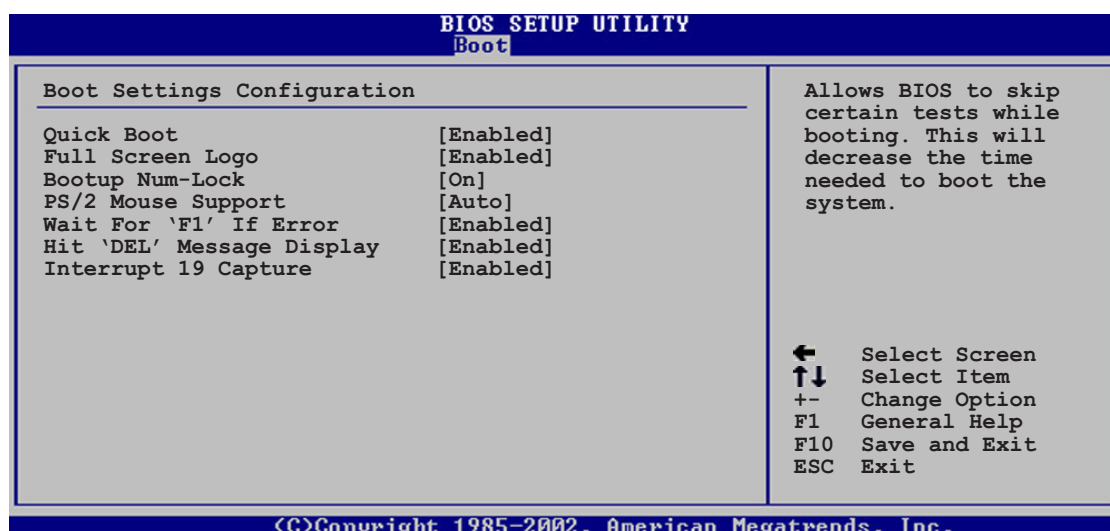 BIOS SETUP UTILITY
Boot
Boot Settings Configuration
Quick Boot [Enabled]
Full Screen Logo [Enabled]
Bootup Num-Lock [On]
PS/2 Mouse Support [Auto]
Wait For ‘F1’ If Error [Enabled]
Hit ‘DEL’ Message Display [Enabled]
Interrupt 19 Capture [Enabled]
Allows BIOS to skip
certain tests while
booting. This will
decrease the time
needed to boot the
system.
← Select Screen
↑↓ Select Item
+- Change Option
F1 General Help
F10 Save and Exit
ESC Exit
(C)Copyright 1985-2002, American Megatrends, Inc.